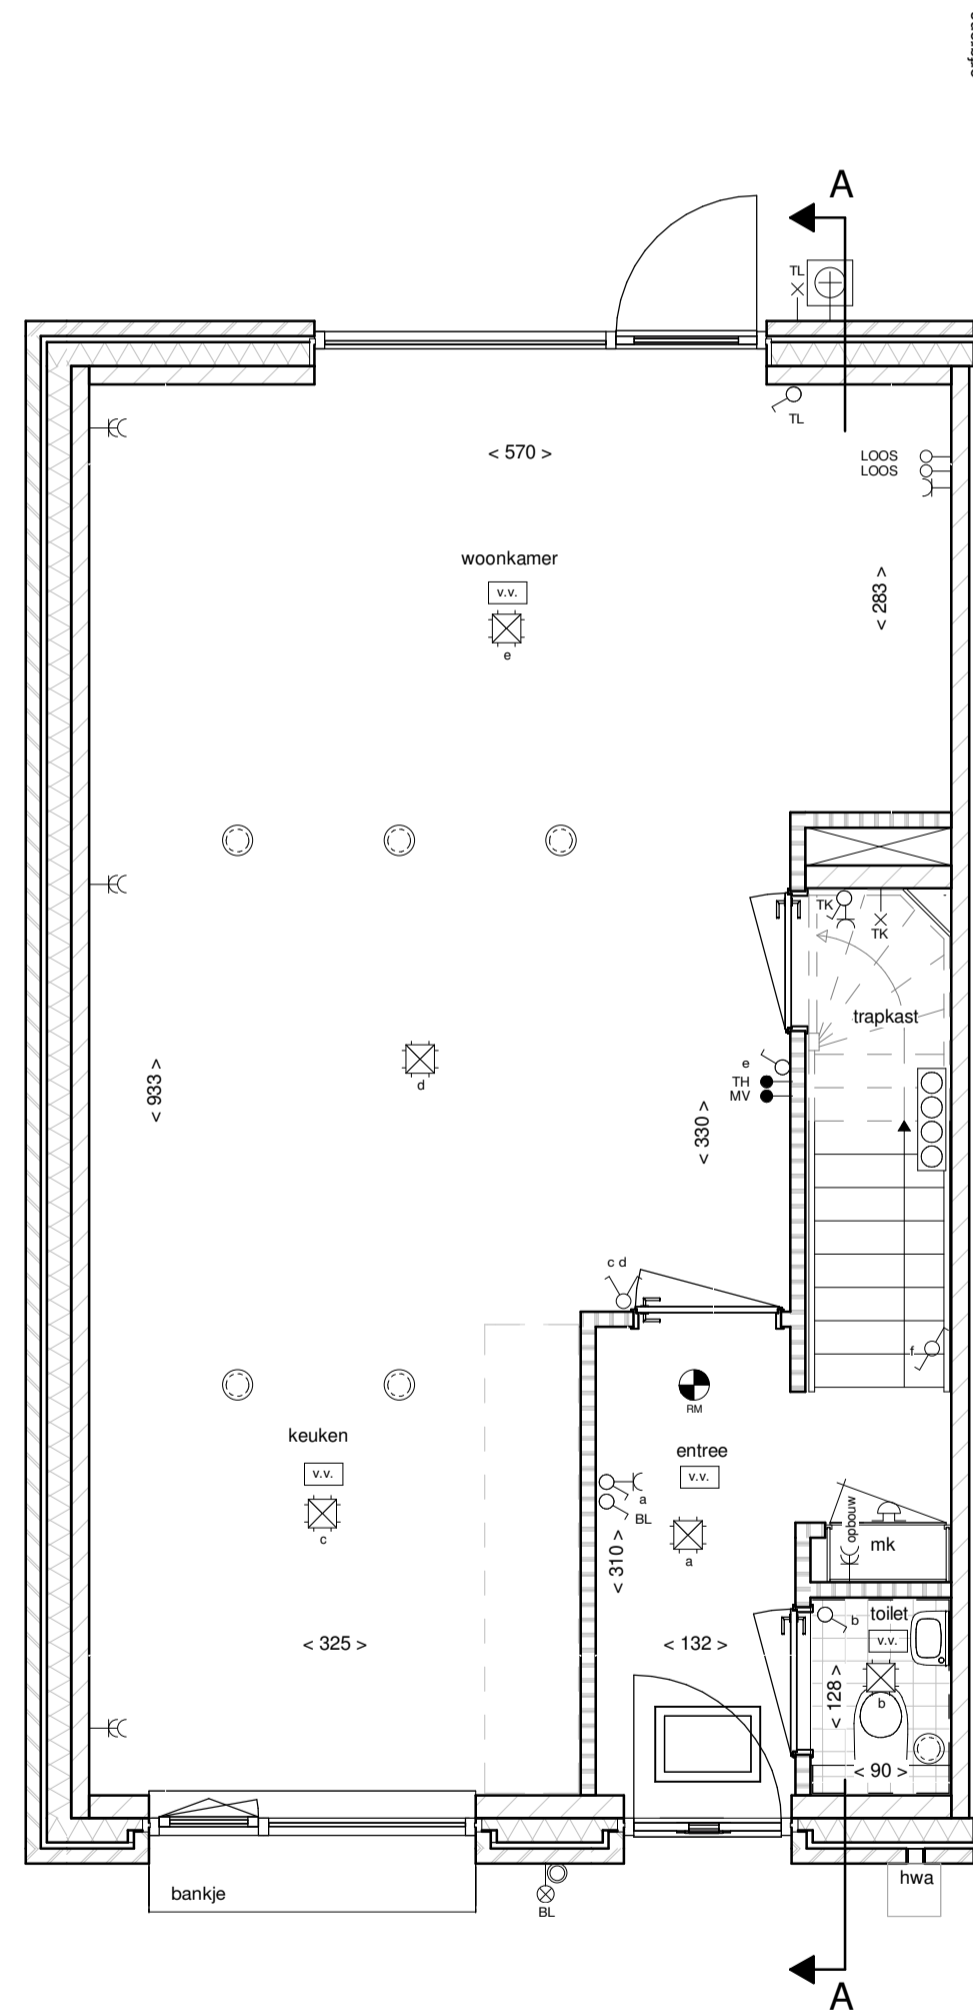 A
TL
TL
< 570 >
LOOS
LOOS
woonkamer
v.v.
e
< 283 >
TK
TK
trapkast
d
e
TH
MV
< 933 >
< 330 >
c d
f
RM
keuken
v.v.
c
entree
v.v.
a
BL
a
< 310 >
opbouw
mk
b
toilet
v.v.
b
< 325 >
< 132 >
< 128 >
< 90 >
bankje
BL
hwa
A